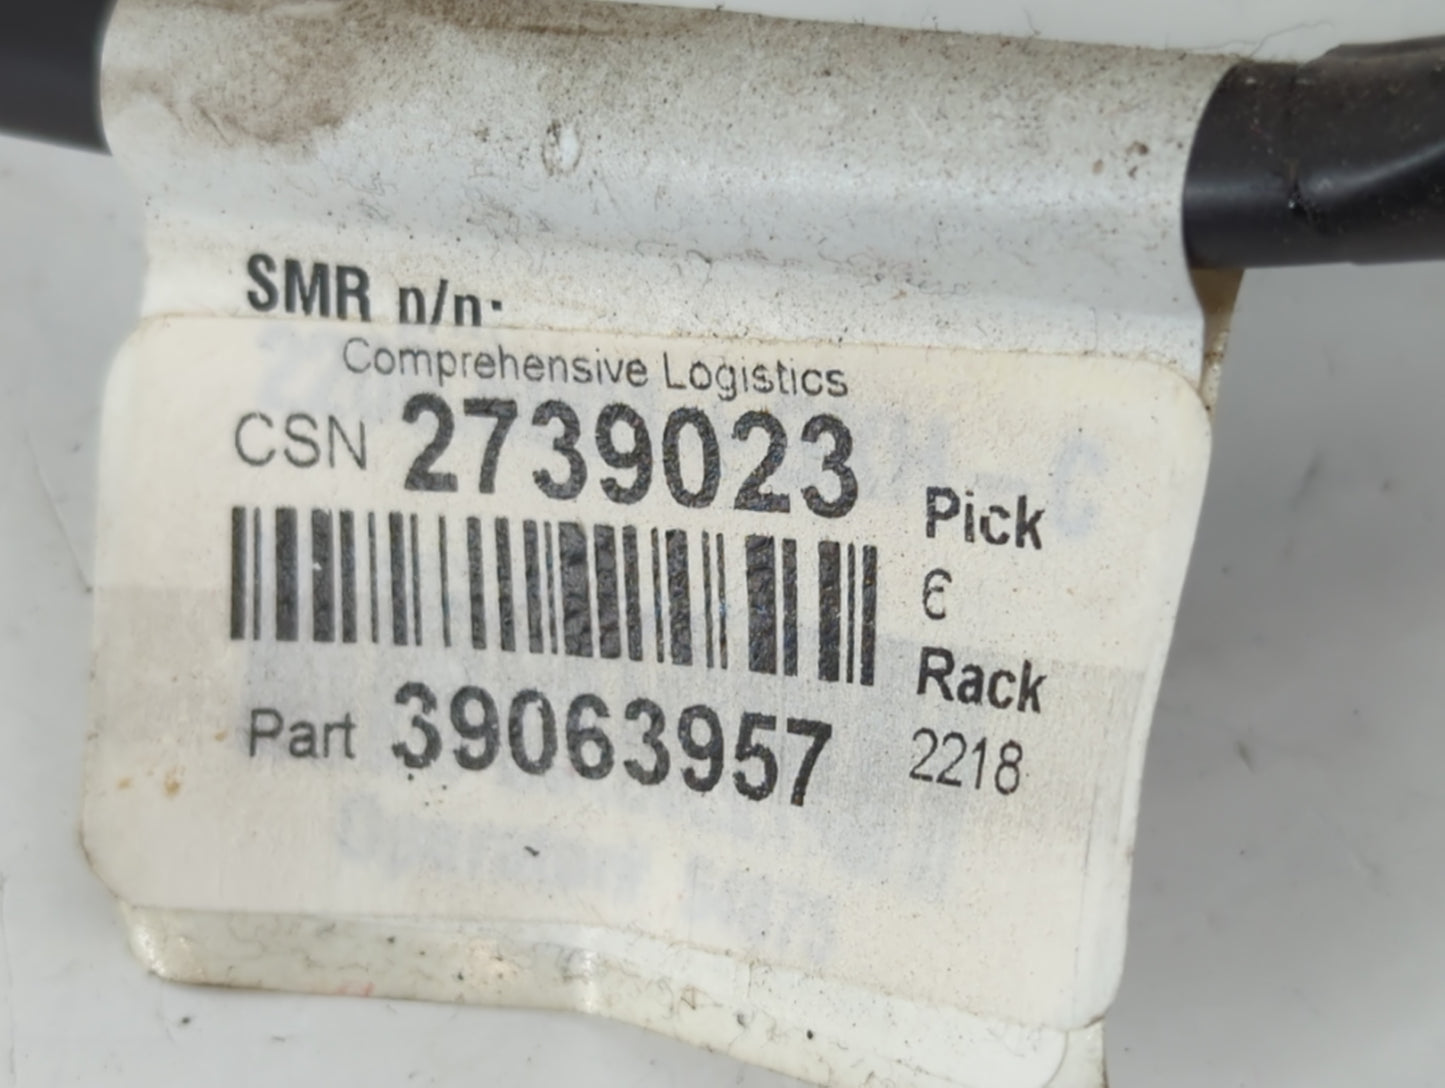 SMR p/n:
Comprehensive Logistics
CSN 2739023
Pick
6
Rack
2218
Part 39063957